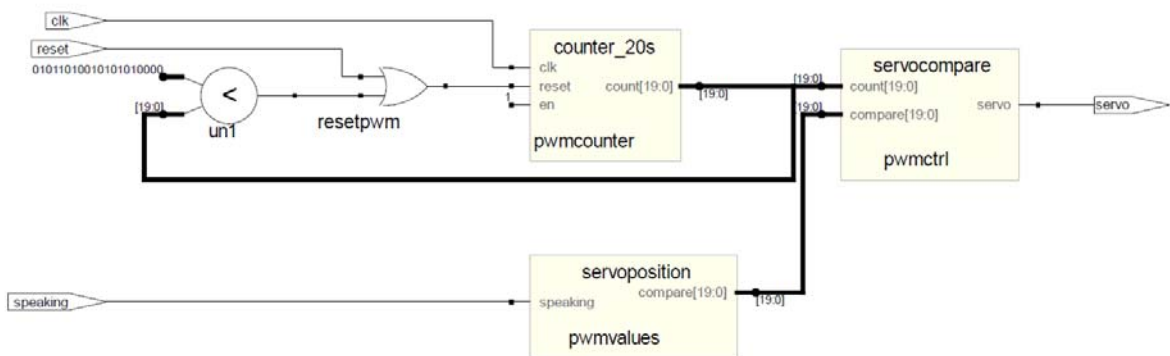 clk
reset
01011010010101010000
[19:0]
<
un1
resetpwm
counter_20s
clk
reset
count[19:0]
1
en
[19:0]
pwmcounter
servocompare
[19:0]
count[19:0]
servo
servo
[19:0]
compare[19:0]
pwmctrl
speaking
servoposition
compare[19:0]
speaking
[19:0]
pwmvalues